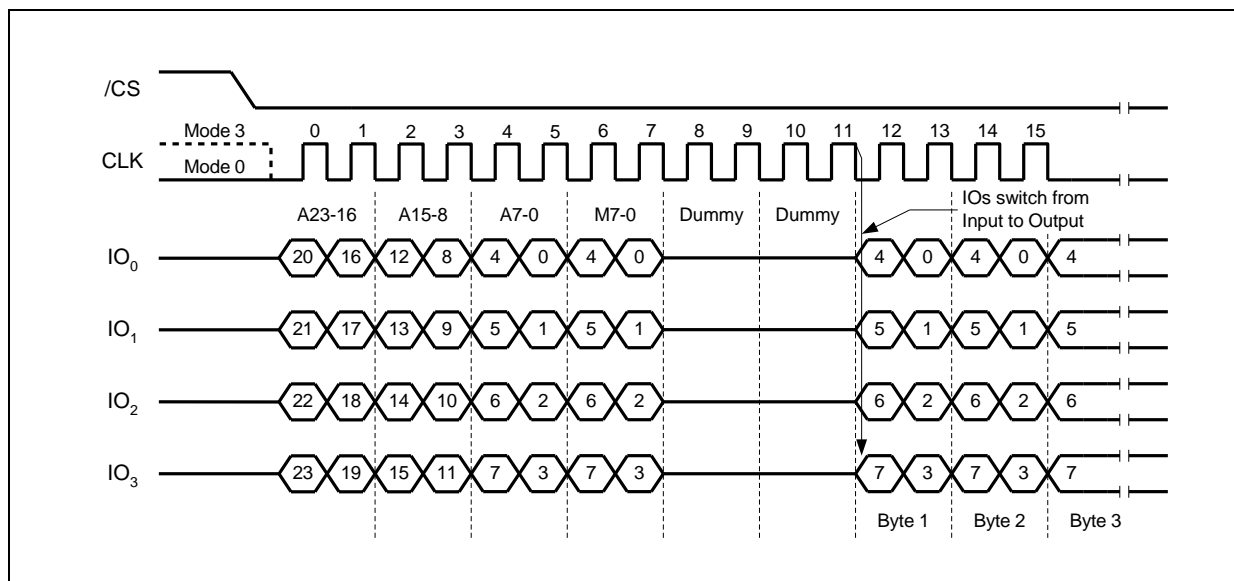 /CS
Mode 3 0 1 2 3 4 5 6 7 8 9 10 11 12 13 14 15
CLK
Mode 0
IOs switch from
Input to Output
A23-16 A15-8 A7-0 M7-0 Dummy Dummy
IO0 20 16 12 8 4 0 4 0 4 0 4 0 4
IO1 21 17 13 9 5 1 5 1 5 1 5 1 5
IO2 22 18 14 10 6 2 6 2 6 2 6 2 6
IO3 23 19 15 11 7 3 7 3 7 3 7 3 7
Byte 1 Byte 2 Byte 3